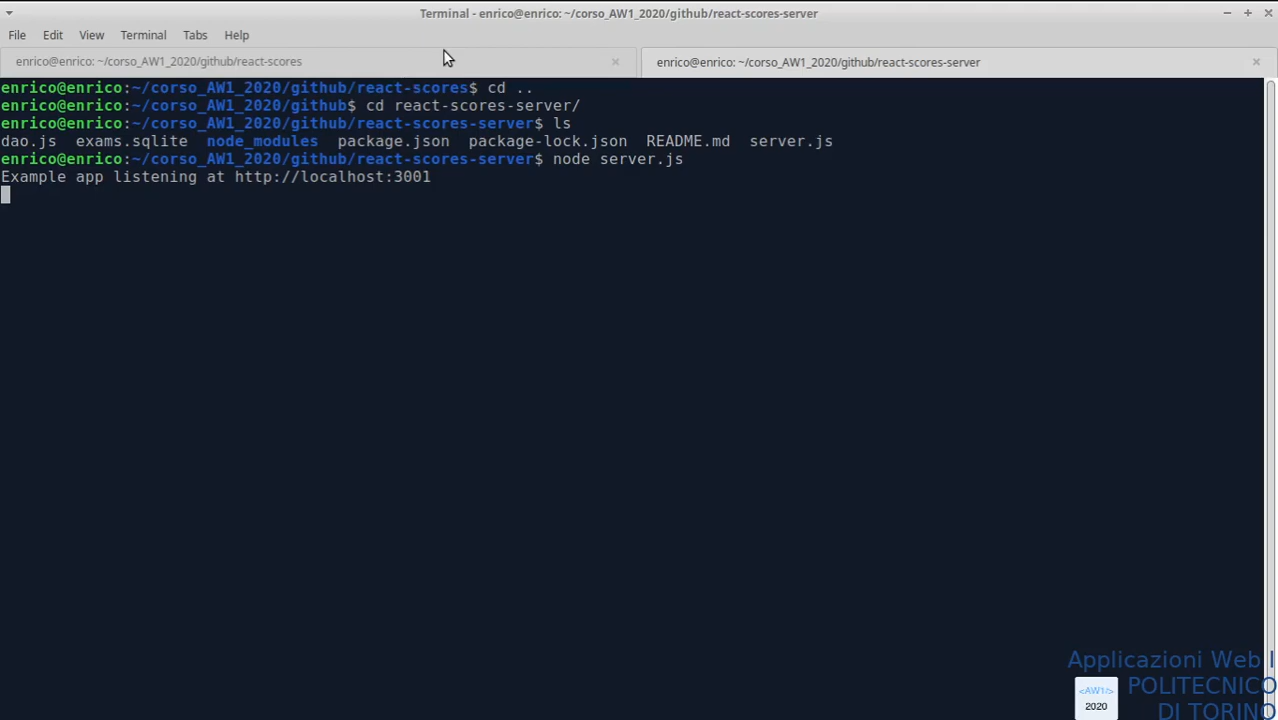 Terminal - enrico@enrico: ~/corso_AW1_2020/github/react-scores-server
File Edit View Terminal Tabs Help
enrico@enrico: ~/corso_AW1_2020/github/react-scores enrico@enrico: ~/corso_AW1_2020/github/react-scores-server
enrico@enrico:~/corso_AW1_2020/github/react-scores$ cd ..
enrico@enrico:~/corso_AW1_2020/github$ cd react-scores-server/
enrico@enrico:~/corso_AW1_2020/github/react-scores-server$ ls
dao.js exams.sqlite node_modules package.json package-lock.json README.md server.js
enrico@enrico:~/corso_AW1_2020/github/react-scores-server$ node server.js
Example app listening at http://localhost:3001
Applicazioni Web I
POLITECNICO
DI TORINO
<AW1/>
2020